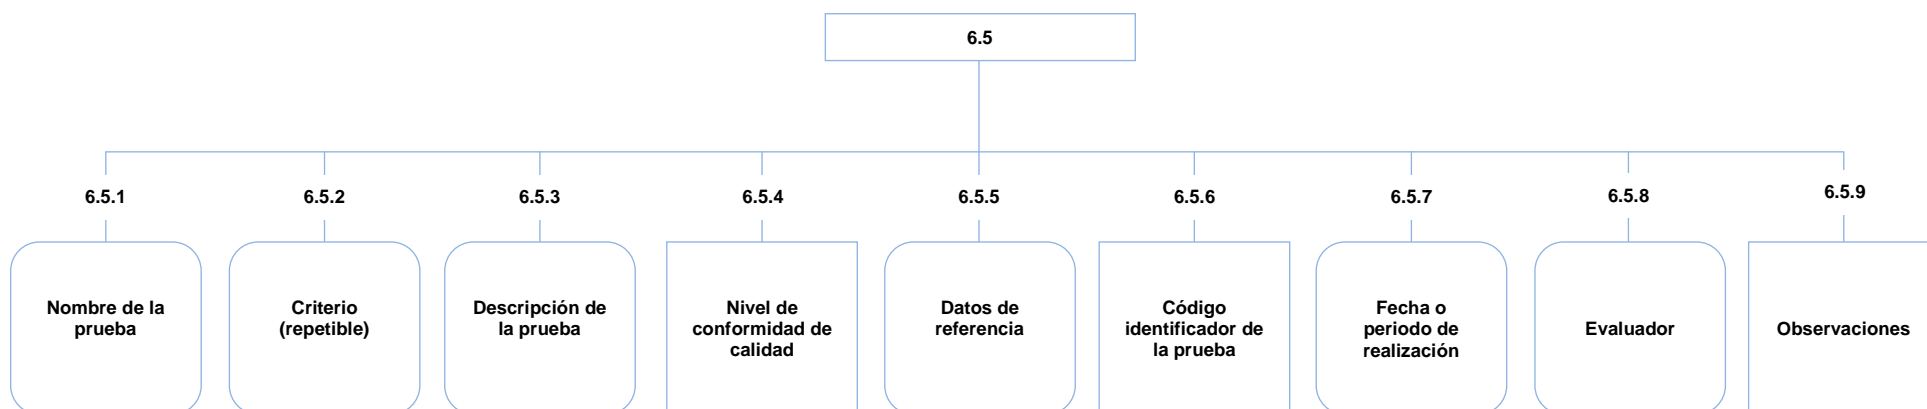 6.5
6.5.1
6.5.2
6.5.3
6.5.4
6.5.5
6.5.6
6.5.7
6.5.8
6.5.9
Nombre de la
prueba
Criterio
(repetible)
Descripción de
la prueba
Nivel de
conformidad de
calidad
Datos de
referencia
Código
identificador de
la prueba
Fecha o
periodo de
realización
Evaluador
Observaciones